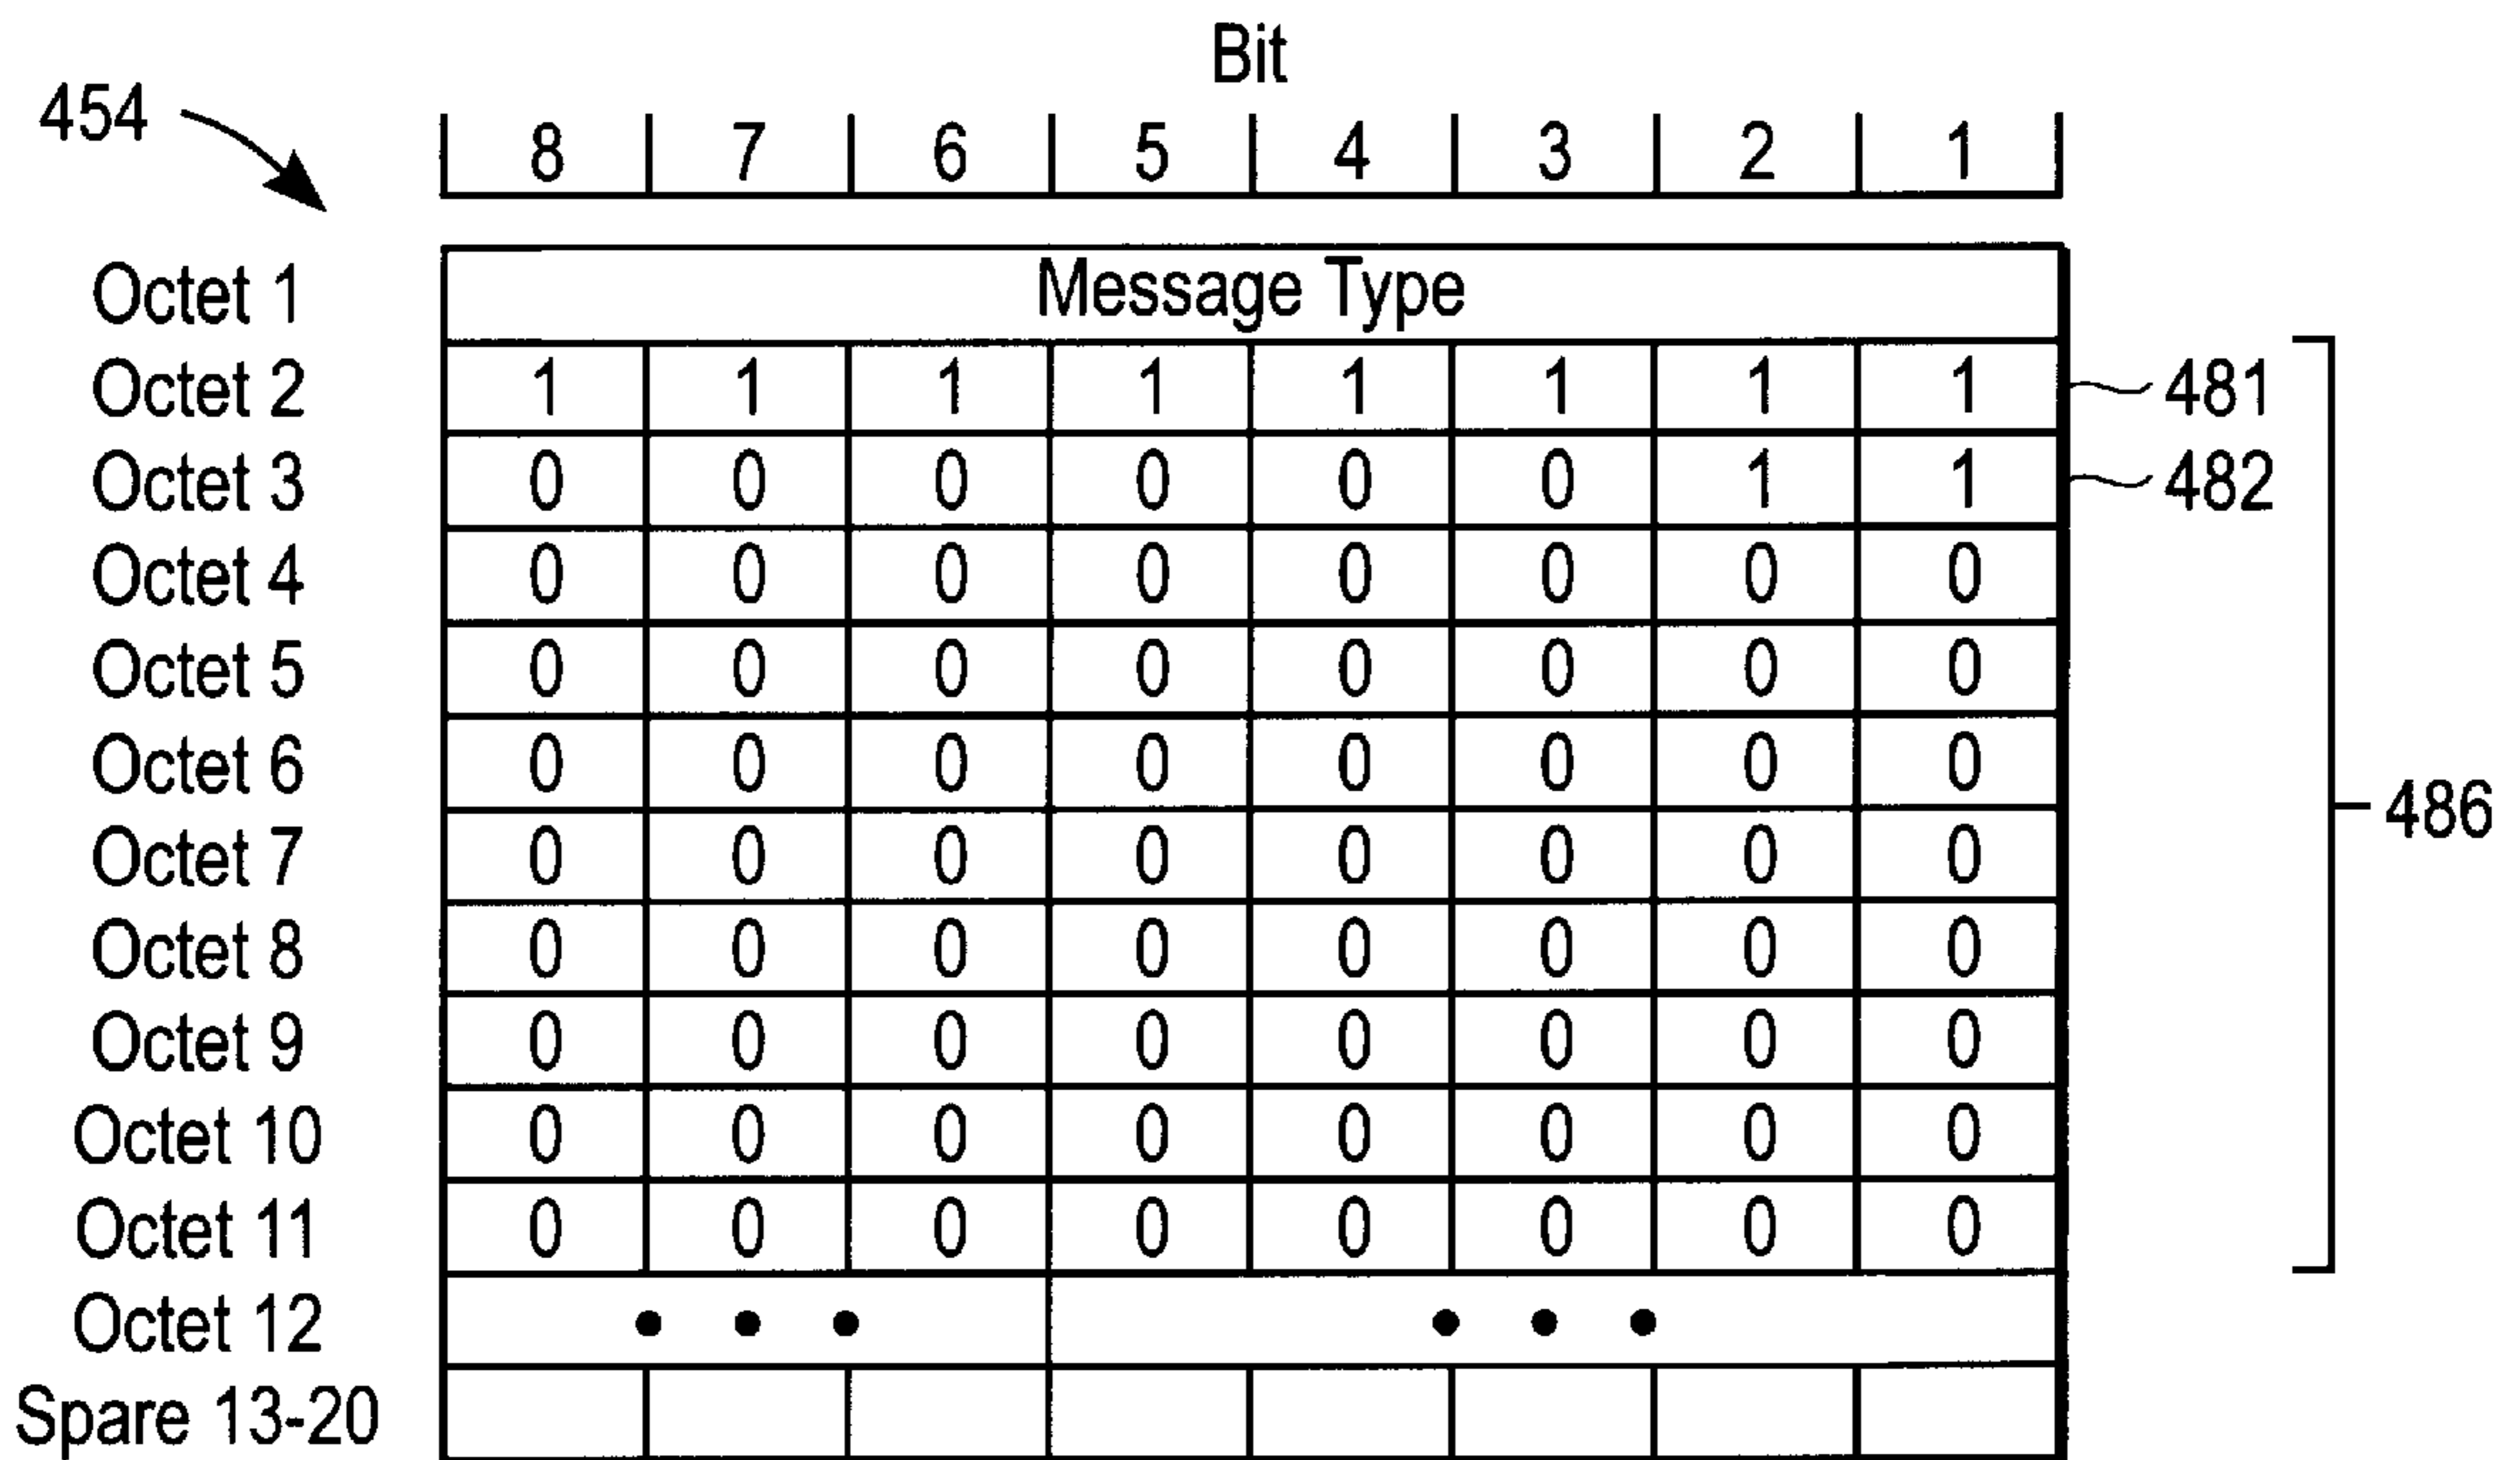 Bit
454
8 7 6 5 4 3 2 1
Octet 1 Message Type
Octet 2 1 1 1 1 1 1 1 1 481
Octet 3 0 0 0 0 0 0 1 1 482
Octet 4 0 0 0 0 0 0 0 0
Octet 5 0 0 0 0 0 0 0 0
Octet 6 0 0 0 0 0 0 0 0
486
Octet 7 0 0 0 0 0 0 0 0
Octet 8 0 0 0 0 0 0 0 0
Octet 9 0 0 0 0 0 0 0 0
Octet 10 0 0 0 0 0 0 0 0
Octet 11 0 0 0 0 0 0 0 0
Octet 12 • • • • • •
Spare 13-20